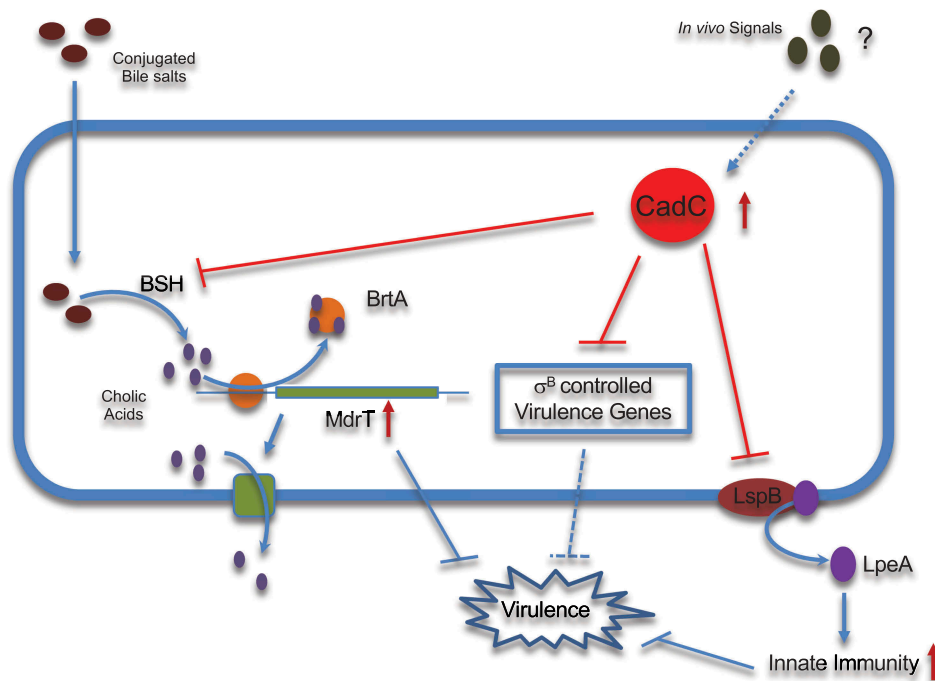 In vivo Signals
?
Conjugated
Bile salts
CadC
BSH
BrtA
Cholic
Acids
MdrT
σB controlled
Virulence Genes
LspB
LpeA
Virulence
Innate Immunity